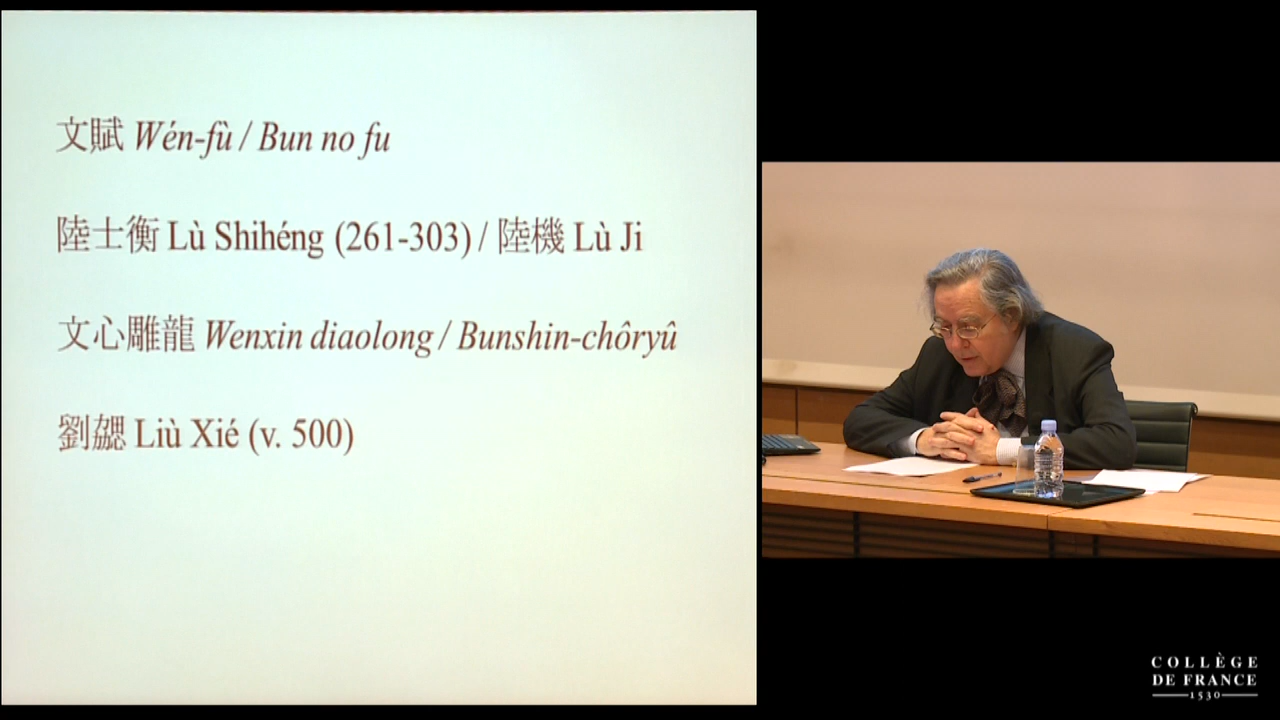 文賦 Wén-fù / Bun no fu
陸士衡 Lù Shihéng (261-303) / 陸機 Lù Ji
文心雕龍 Wenxin diaolong / Bunshin-chôryû
劉勰 Liù Xié (v. 500)
COLLÈGE
DE FRANCE
1530